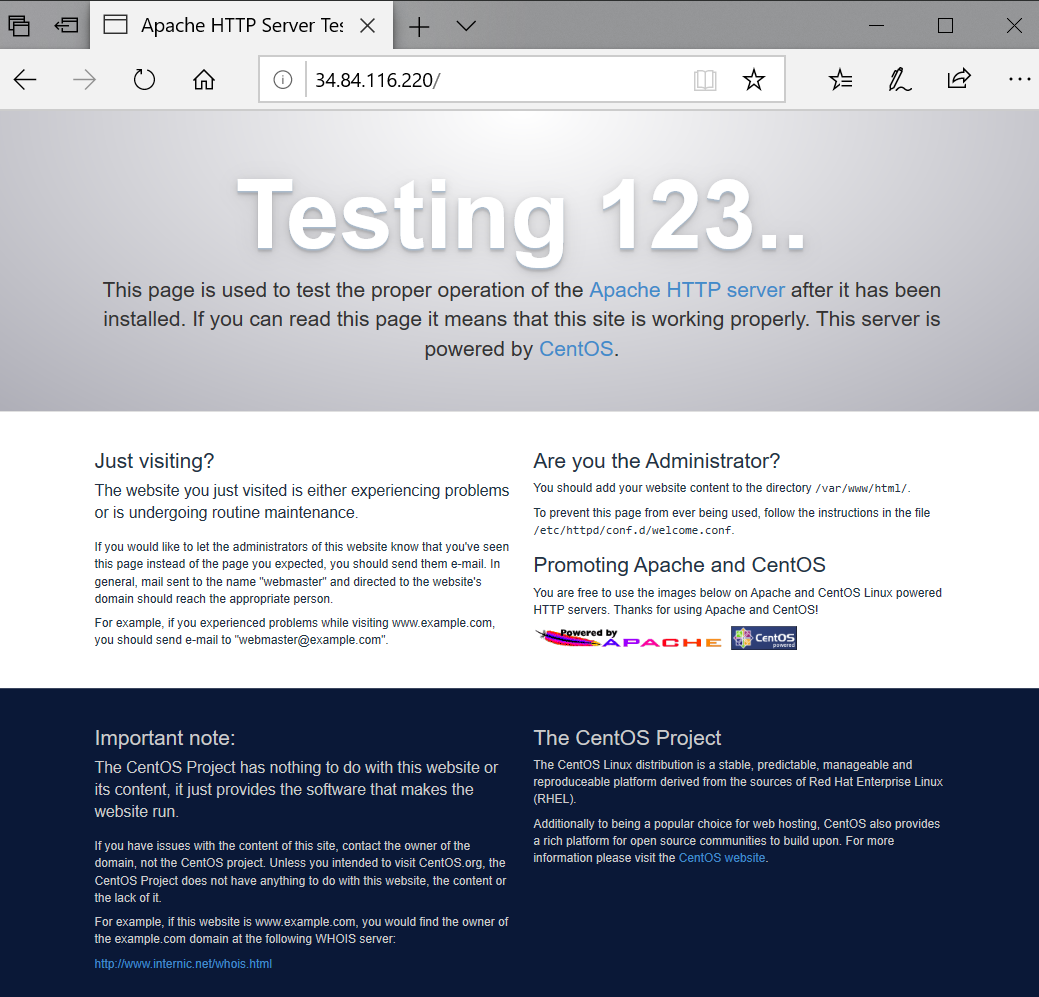 Apache HTTP Server Tes
34.84.116.220/
Testing 123..
This page is used to test the proper operation of the Apache HTTP server after it has been
installed. If you can read this page it means that this site is working properly. This server is
powered by CentOS.
Just visiting?
The website you just visited is either experiencing problems
or is undergoing routine maintenance.
If you would like to let the administrators of this website know that you've seen
this page instead of the page you expected, you should send them e-mail. In
general, mail sent to the name "webmaster" and directed to the website's
domain should reach the appropriate person.
For example, if you experienced problems while visiting www.example.com,
you should send e-mail to "webmaster@example.com".
Are you the Administrator?
You should add your website content to the directory /var/www/html/.
To prevent this page from ever being used, follow the instructions in the file
/etc/httpd/conf.d/welcome.conf.
Promoting Apache and CentOS
You are free to use the images below on Apache and CentOS Linux powered
HTTP servers. Thanks for using Apache and CentOS!
Powered by
APACHE
CentOS
powered
Important note:
The CentOS Project has nothing to do with this website or
its content, it just provides the software that makes the
website run.
If you have issues with the content of this site, contact the owner of the
domain, not the CentOS project. Unless you intended to visit CentOS.org, the
CentOS Project does not have anything to do with this website, the content or
the lack of it.
For example, if this website is www.example.com, you would find the owner of
the example.com domain at the following WHOIS server:
http://www.internic.net/whois.html
The CentOS Project
The CentOS Linux distribution is a stable, predictable, manageable and
reproduceable platform derived from the sources of Red Hat Enterprise Linux
(RHEL).
Additionally to being a popular choice for web hosting, CentOS also provides
a rich platform for open source communities to build upon. For more
information please visit the CentOS website.